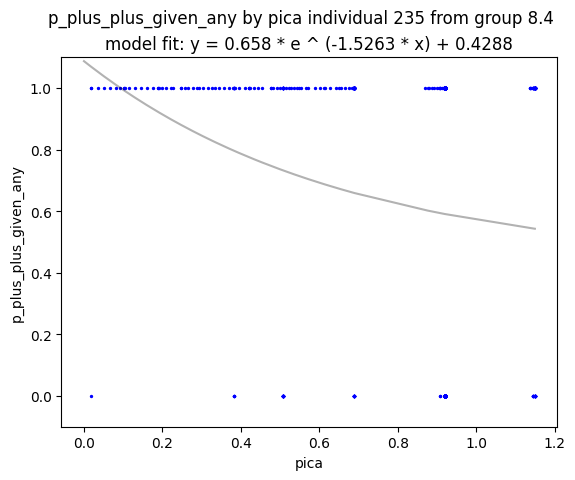 p_plus_plus_given_any by pica individual 235 from group 8.4
model fit: y = 0.658 * e ^ (-1.5263 * x) + 0.4288
p_plus_plus_given_any
1.0
0.8
0.6
0.4
0.2
0.0
0.0 0.2 0.4 0.6 0.8 1.0 1.2
pica